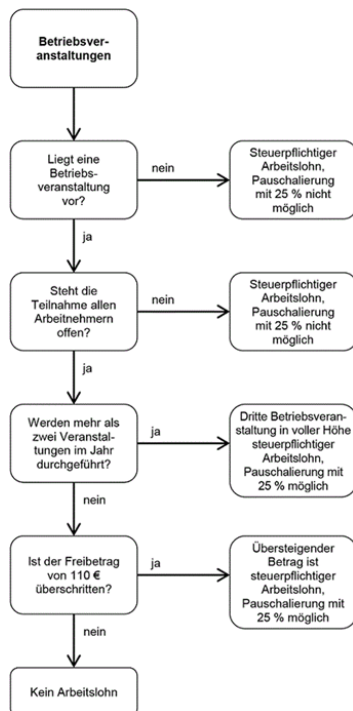 Betriebsver-
anstaltungen
Liegt eine
Betriebs-
veranstaltung
vor?
nein
Steuerpflichtiger
Arbeitslohn,
Pauschalierung
mit 25 % nicht
möglich
ja
Steht die
Teilnahme allen
Arbeitnehmern
offen?
nein
Steuerpflichtiger
Arbeitslohn,
Pauschalierung
mit 25 % nicht
möglich
ja
Werden mehr als
zwei Veranstal-
tungen im Jahr
durchgeführt?
ja
Dritte Betriebsveran-
staltung in voller Höhe
steuerpflichtiger
Arbeitslohn,
Pauschalierung mit
25 % möglich
nein
Ist der Freibetrag
von 110 €
überschritten?
ja
Übersteigender
Betrag ist
steuerpflichtiger
Arbeitslohn,
Pauschalierung mit
25 % möglich
nein
Kein Arbeitslohn